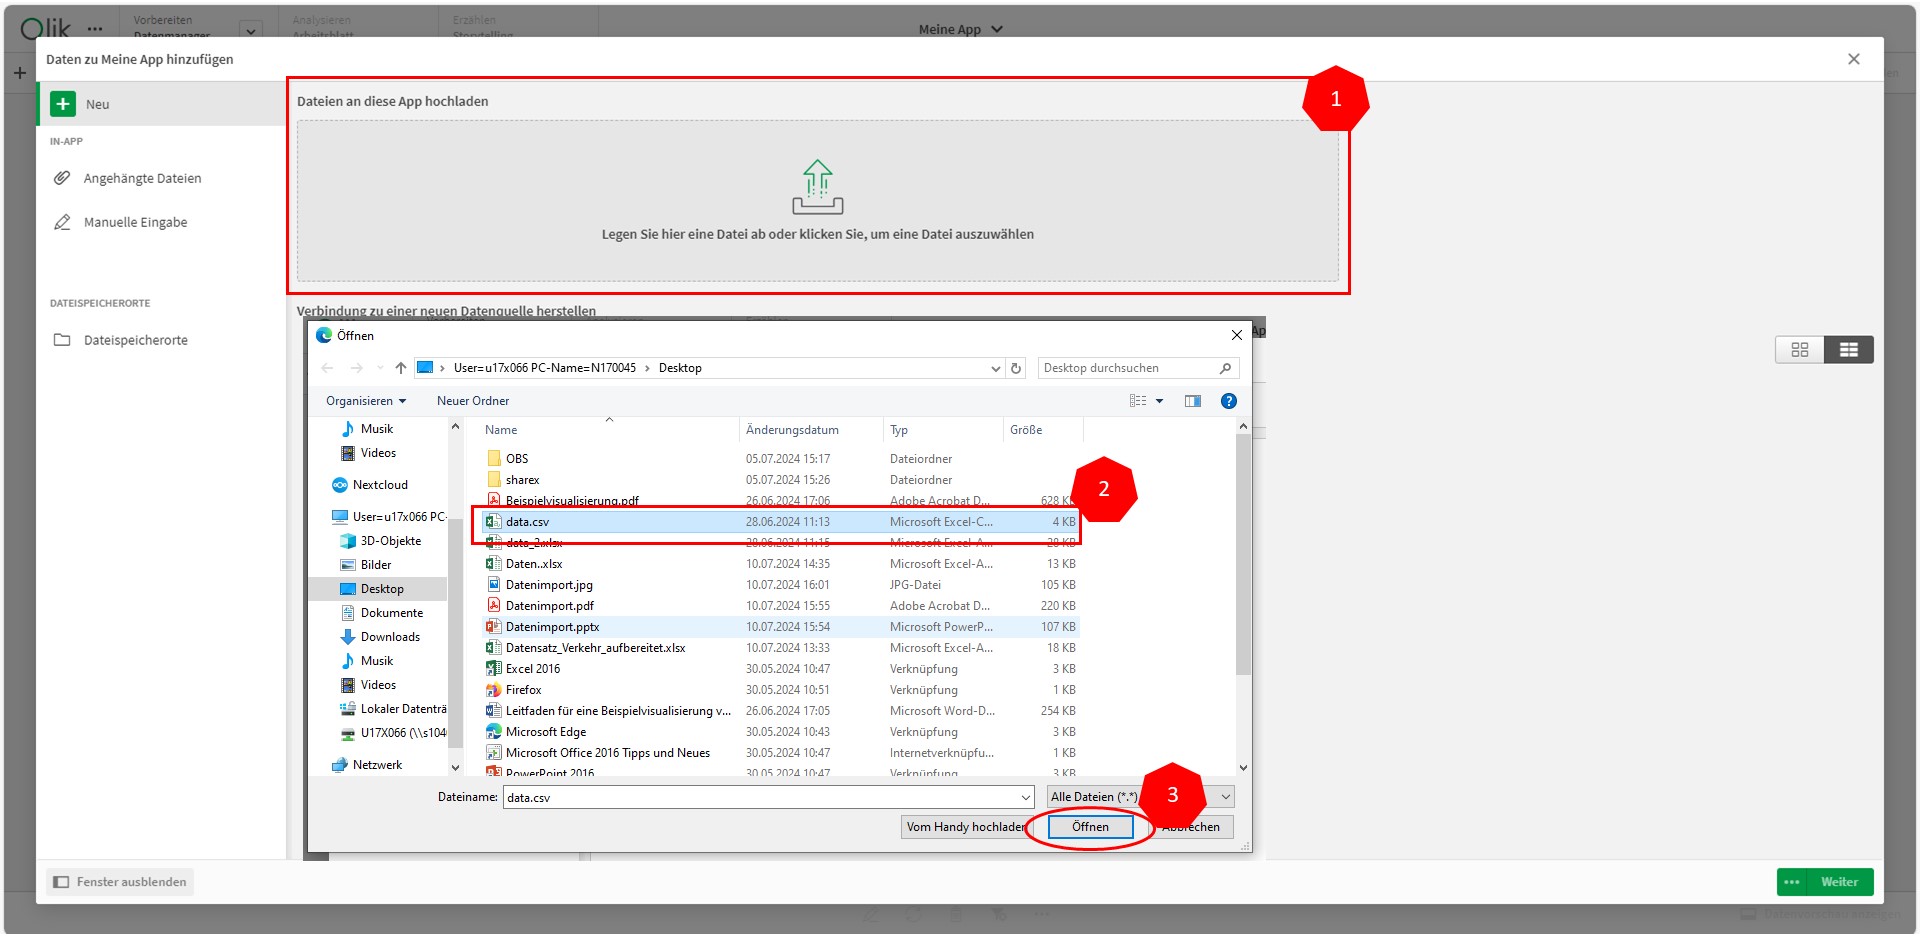 Qlik
Vorbereiten
Datenmanager
Analysieren
Arbeitsblatt
Erzählen
Storytelling
Meine App
Daten zu Meine App hinzufügen
Neu
IN-APP
Angehängte Dateien
Manuelle Eingabe
DATEISPEICHERORTE
Dateispeicherorte
Dateien an diese App hochladen
1
Legen Sie hier eine Datei ab oder klicken Sie, um eine Datei auszuwählen
Verbindung zu einer neuen Datenquelle herstellen
Ap
Öffnen
User=u17x066 PC-Name=N170045 > Desktop
Desktop durchsuchen
Organisieren
Neuer Ordner
?
Musik
Videos
Nextcloud
User=u17x066 PC-
3D-Objekte
Bilder
Desktop
Dokumente
Downloads
Musik
Videos
Lokaler Datenträ
U17X066 (\\s104
Netzwerk
Name Änderungsdatum Typ Größe
OBS 05.07.2024 15:17 Dateiordner
sharex 05.07.2024 15:26 Dateiordner
Beispielvisualisierung.pdf 26.06.2024 17:06 Adobe Acrobat D... 628 KB
2
data.csv 28.06.2024 11:13 Microsoft Excel-C... 4 KB
data_2.xlsx 28.06.2024 11:15 Microsoft Excel-A... 28 KB
Daten..xlsx 10.07.2024 14:35 Microsoft Excel-A... 13 KB
Datenimport.jpg 10.07.2024 16:01 JPG-Datei 105 KB
Datenimport.pdf 10.07.2024 15:55 Adobe Acrobat D... 220 KB
Datenimport.pptx 10.07.2024 15:54 Microsoft PowerP... 107 KB
Datensatz_Verkehr_aufbereitet.xlsx 10.07.2024 13:33 Microsoft Excel-A... 18 KB
Excel 2016 30.05.2024 10:47 Verknüpfung 3 KB
Firefox 30.05.2024 10:51 Verknüpfung 1 KB
Leitfaden für eine Beispielvisualisierung v... 26.06.2024 17:05 Microsoft Word-D... 254 KB
Microsoft Edge 30.05.2024 10:43 Verknüpfung 3 KB
Microsoft Office 2016 Tipps und Neues 30.05.2024 10:47 Internetverknüpfu... 1 KB
PowerPoint 2016 30.05.2024 10:47 Verknüpfung 3 KB
Dateiname: data.csv
Alle Dateien (*.*)
3
Vom Handy hochladen
Öffnen
Abbrechen
Fenster ausblenden
Weiter
Datenvorschau anzeigen